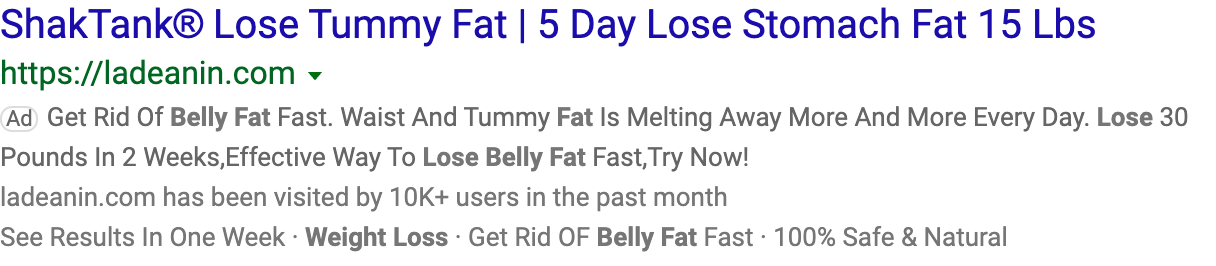 ShakTank® Lose Tummy Fat | 5 Day Lose Stomach Fat 15 Lbs
https://ladeanin.com
Ad Get Rid Of Belly Fat Fast. Waist And Tummy Fat Is Melting Away More And More Every Day. Lose 30
Pounds In 2 Weeks,Effective Way To Lose Belly Fat Fast,Try Now!
ladeanin.com has been visited by 10K+ users in the past month
See Results In One Week · Weight Loss · Get Rid OF Belly Fat Fast · 100% Safe & Natural